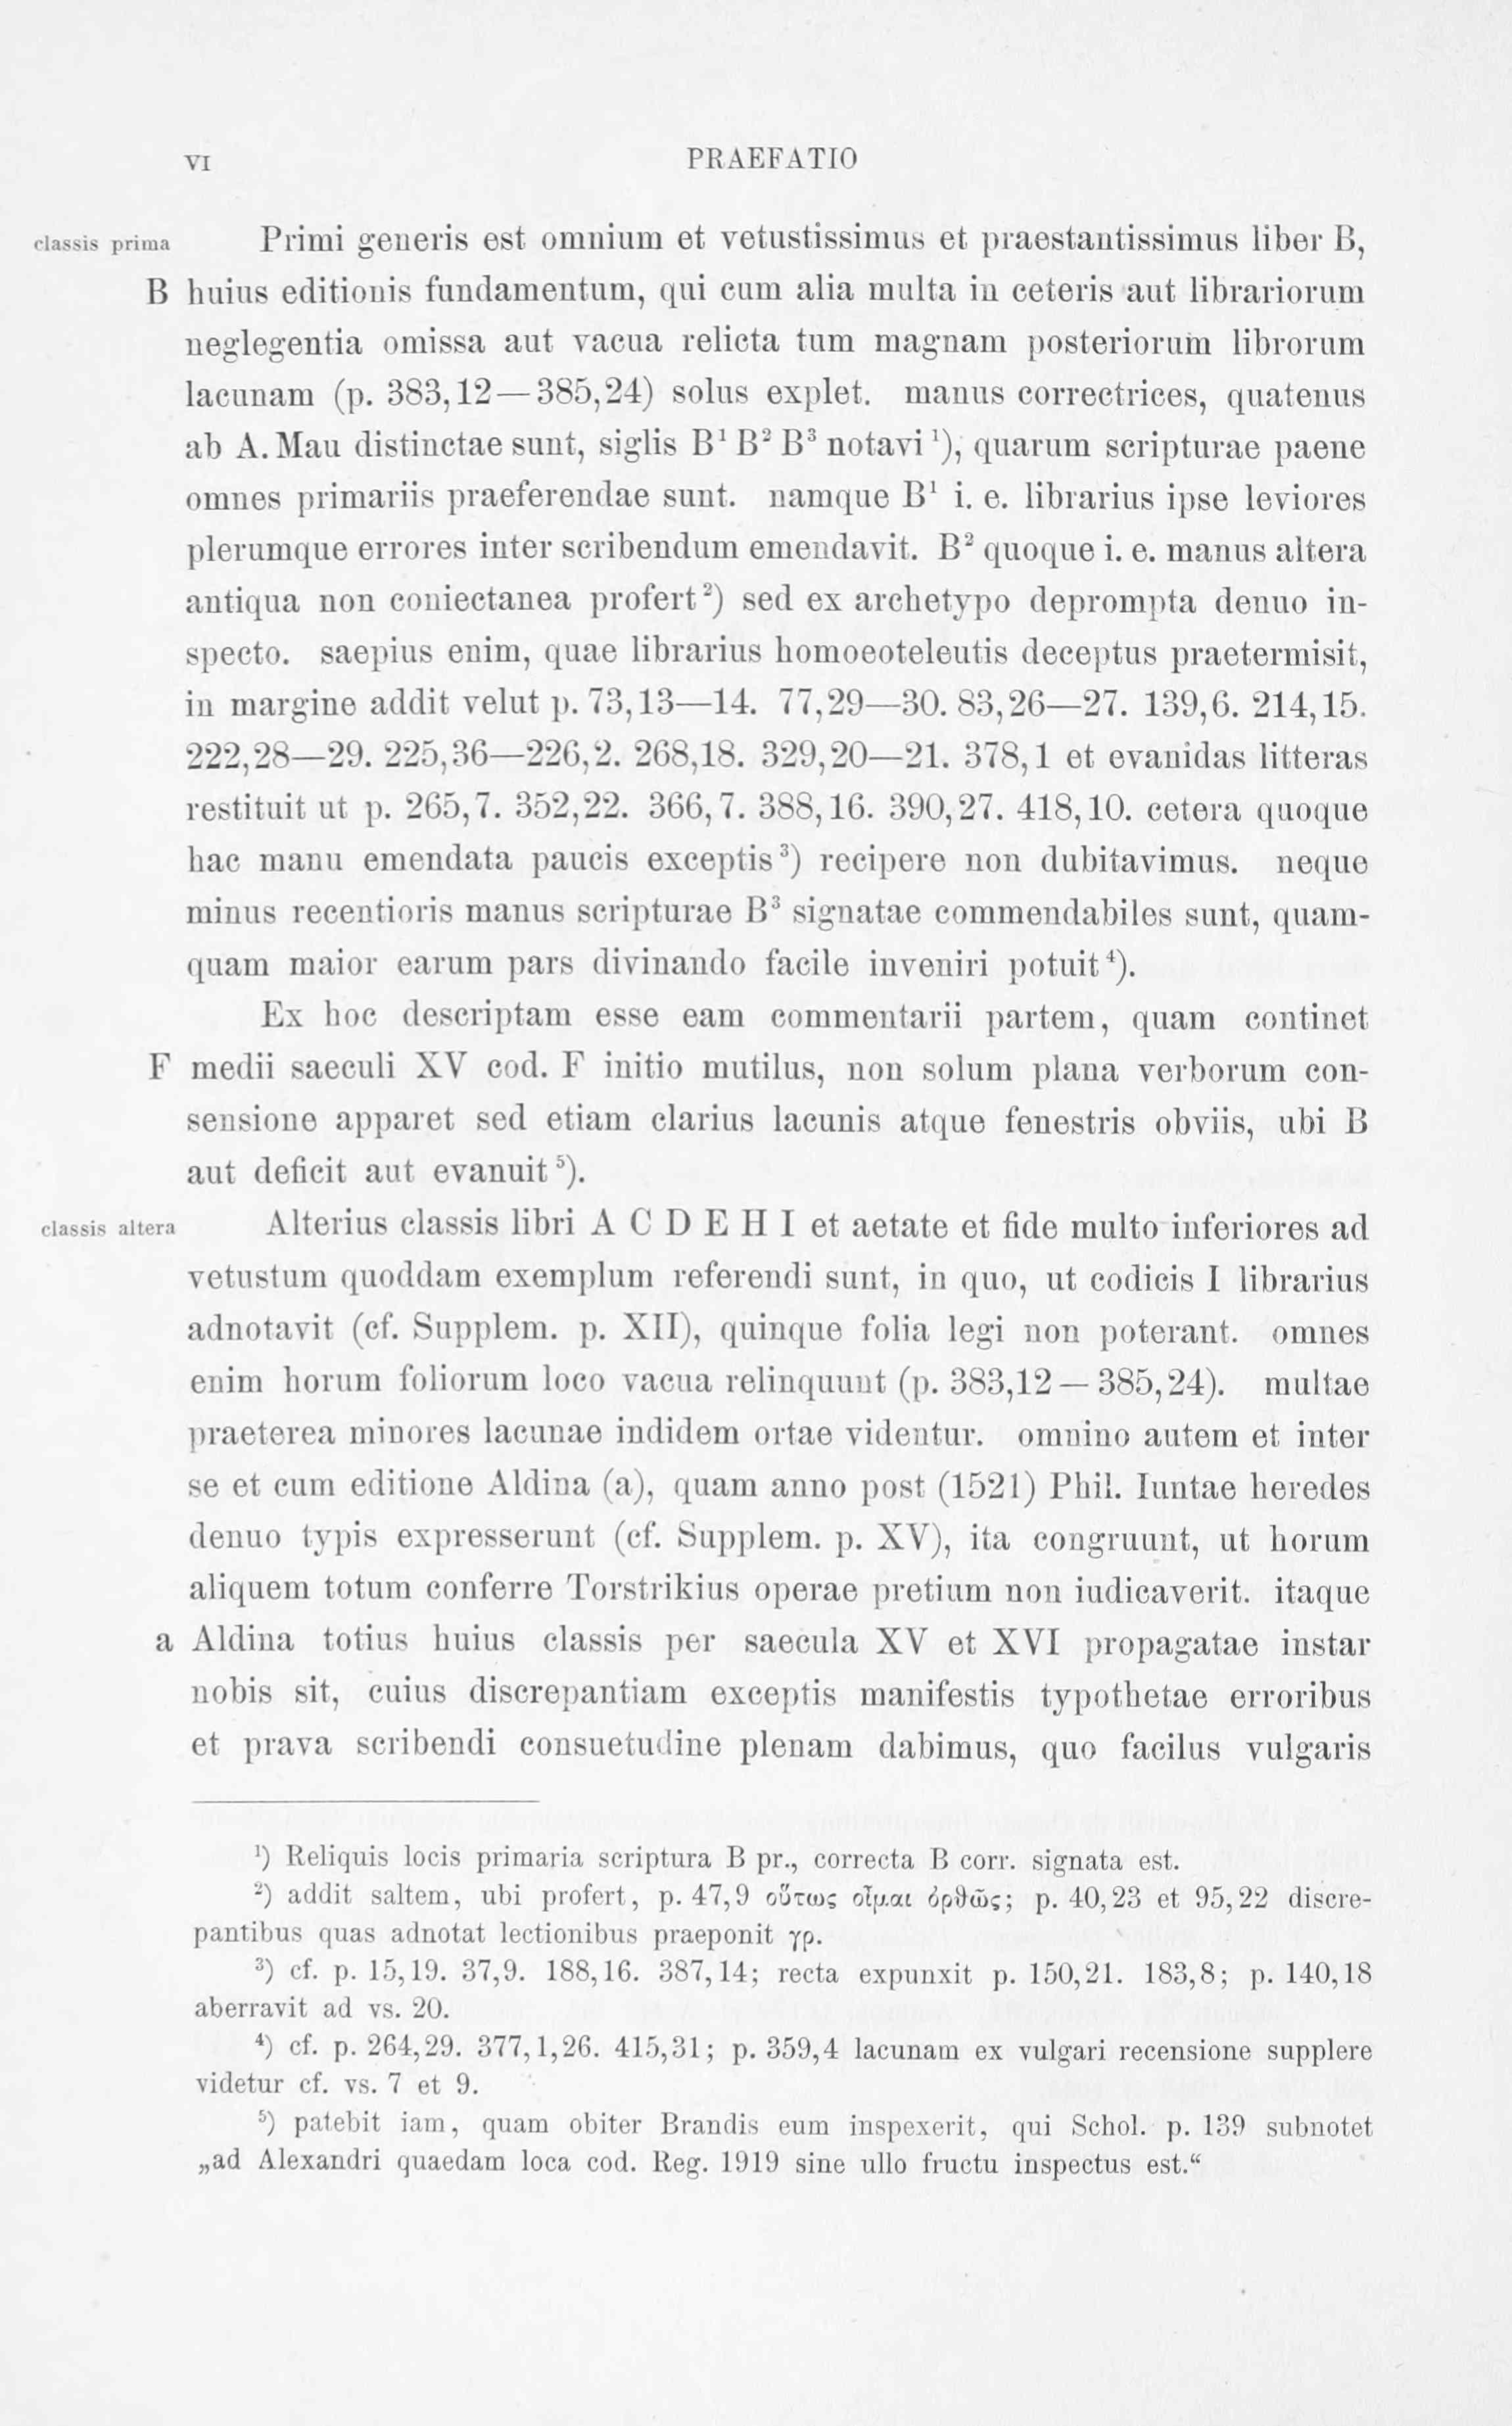 VI PRAEFATIO
classis prima Primi generis est omnium et vetustissimus et praestantissimus liber B,
B huius editionis fundamentum, qui cum alia multa in ceteris aut librariorum
neglegentia omissa aut vacua relicta tum magnam posteriorum librorum
lacunam (p. 383,12—385,24) solus explet. manus correctrices, quatenus
ab A. Mau distinctae sunt, siglis B¹ B² B³ notavi ¹), quarum scripturae paene
omnes primariis praeferendae sunt. namque B¹ i. e. librarius ipse leviores
plerumque errores inter scribendum emendavit. B² quoque i. e. manus altera
antiqua non coniectanea profert ²) sed ex archetypo deprompta denuo in-
specto. saepius enim, quae librarius homoeoteleutis deceptus praetermisit,
in margine addit velut p. 73,13—14. 77,29—30. 83,26—27. 139,6. 214,15.
222,28—29. 225,36—226,2. 268,18. 329,20—21. 378,1 et evanidas litteras
restituit ut p. 265,7. 352,22. 366,7. 388,16. 390,27. 418,10. cetera quoque
hac manu emendata paucis exceptis ³) recipere non dubitavimus. neque
minus recentioris manus scripturae B³ signatae commendabiles sunt, quam-
quam maior earum pars divinando facile inveniri potuit ⁴).
Ex hoc descriptam esse eam commentarii partem, quam continet
F medii saeculi XV cod. F initio mutilus, non solum plana verborum con-
sensione apparet sed etiam clarius lacunis atque fenestris obviis, ubi B
aut deficit aut evanuit ⁵).
classis altera Alterius classis libri A C D E H I et aetate et fide multo inferiores ad
vetustum quoddam exemplum referendi sunt, in quo, ut codicis I librarius
adnotavit (cf. Supplem. p. XII), quinque folia legi non poterant. omnes
enim horum foliorum loco vacua relinquunt (p. 383,12 — 385,24). multae
praeterea minores lacunae indidem ortae videntur. omnino autem et inter
se et cum editione Aldina (a), quam anno post (1521) Phil. Iuntae heredes
denuo typis expresserunt (cf. Supplem. p. XV), ita congruunt, ut horum
aliquem totum conferre Torstrikius operae pretium non iudicaverit. itaque
a Aldina totius huius classis per saecula XV et XVI propagatae instar
nobis sit, cuius discrepantiam exceptis manifestis typothetae erroribus
et prava scribendi consuetudine plenam dabimus, quo facilus vulgaris
¹) Reliquis locis primaria scriptura B pr., correcta B corr. signata est.
²) addit saltem, ubi profert, p. 47,9 οὕτως οἶμαι ὀρθῶς; p. 40,23 et 95,22 discre-
pantibus quas adnotat lectionibus praeponit γρ.
³) cf. p. 15,19. 37,9. 188,16. 387,14; recta expunxit p. 150,21. 183,8; p. 140,18
aberravit ad vs. 20.
⁴) cf. p. 264,29. 377,1,26. 415,31; p. 359,4 lacunam ex vulgari recensione supplere
videtur cf. vs. 7 et 9.
⁵) patebit iam, quam obiter Brandis eum inspexerit, qui Schol. p. 139 subnotet
„ad Alexandri quaedam loca cod. Reg. 1919 sine ullo fructu inspectus est.“